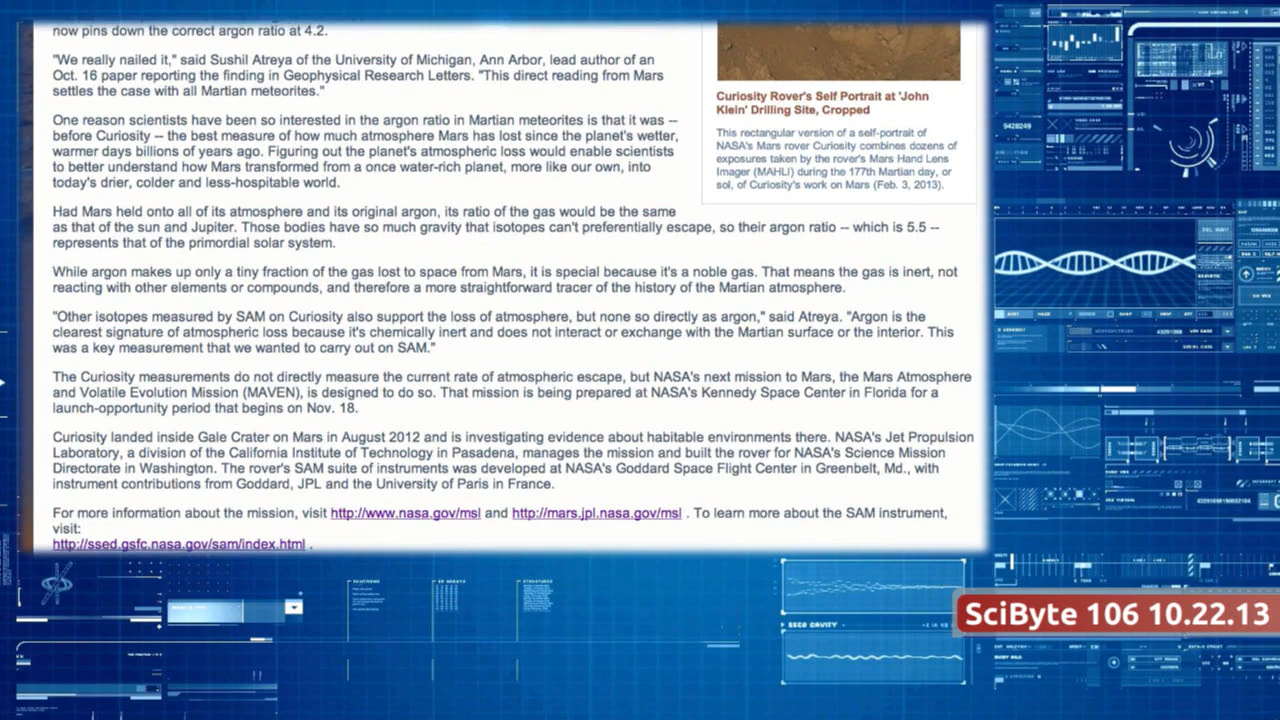 now pins down the correct argon ratio at 4.2.
"We really nailed it," said Sushil Atreya of the University of Michigan, Ann Arbor, lead author of an
Oct. 16 paper reporting the finding in Geophysical Research Letters. "This direct reading from Mars
settles the case with all Martian meteorites."
One reason scientists have been so interested in the argon ratio in Martian meteorites is that it was --
before Curiosity -- the best measure of how much atmosphere Mars has lost since the planet's wetter,
warmer days billions of years ago. Figuring out Mars' atmospheric loss would enable scientists
to better understand how Mars transformed from a once water-rich planet, more like our own, into
today's drier, colder and less-hospitable world.
Had Mars held onto all of its atmosphere and its original argon, its ratio of the gas would be the same
as that of the sun and Jupiter. Those bodies have so much gravity that isotopes can't preferentially escape, so their argon ratio -- which is 5.5 --
represents that of the primordial solar system.
While argon makes up only a tiny fraction of the gas lost to space from Mars, it is special because it's a noble gas. That means the gas is inert, not
reacting with other elements or compounds, and therefore a more straightforward tracer of the history of the Martian atmosphere.
"Other isotopes measured by SAM on Curiosity also support the loss of atmosphere, but none so directly as argon," said Atreya. "Argon is the
clearest signature of atmospheric loss because it's chemically inert and does not interact or exchange with the Martian surface or the interior. This
was a key measurement that we wanted to carry out on SAM."
The Curiosity measurements do not directly measure the current rate of atmospheric escape, but NASA's next mission to Mars, the Mars Atmosphere
and Volatile Evolution Mission (MAVEN), is designed to do so. That mission is being prepared at NASA's Kennedy Space Center in Florida for a
launch-opportunity period that begins on Nov. 18.
Curiosity landed inside Gale Crater on Mars in August 2012 and is investigating evidence about habitable environments there. NASA's Jet Propulsion
Laboratory, a division of the California Institute of Technology in Pasadena, manages the mission and built the rover for NASA's Science Mission
Directorate in Washington. The rover's SAM suite of instruments was developed at NASA's Goddard Space Flight Center in Greenbelt, Md., with
instrument contributions from Goddard, JPL and the University of Paris in France.
For more information about the mission, visit http://www.nasa.gov/msl and http://mars.jpl.nasa.gov/msl . To learn more about the SAM instrument,
visit:
http://ssed.gsfc.nasa.gov/sam/index.html .
Curiosity Rover's Self Portrait at 'John
Klein' Drilling Site, Cropped
This rectangular version of a self-portrait of
NASA's Mars rover Curiosity combines dozens of
exposures taken by the rover's Mars Hand Lens
Imager (MAHLI) during the 177th Martian day, or
sol, of Curiosity's work on Mars (Feb. 3, 2013).
9428249
SciByte 106 10.22.13